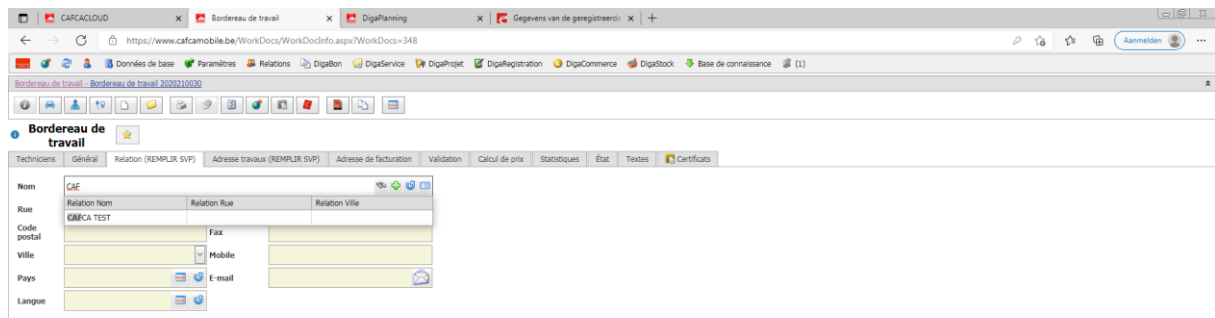 CAFCACLOUD Bordereau de travail DigaPlanning Gegevens van de geregistreerde
https://www.cafcamobile.be/WorkDocs/WorkDocInfo.aspx?WorkDocs=348 Aanmelden
Données de base Paramètres Relations DigaBon DigaService DigaProjet DigaRegistration DigaCommerce DigaStock Base de connaissance (1)
Bordereau de travail - Bordereau de travail 2020210030
Bordereau de
travail
Techniciens Général Relation (REMPLIR SVP) Adresse travaux (REMPLIR SVP) Adresse de facturation Validation Calcul de prix Statistiques État Textes Certificats
Nom CAF
Relation Nom Relation Rue Relation Ville
Rue
CAFCA TEST
Code
postal Fax
Ville Mobile
Pays E-mail
Langue